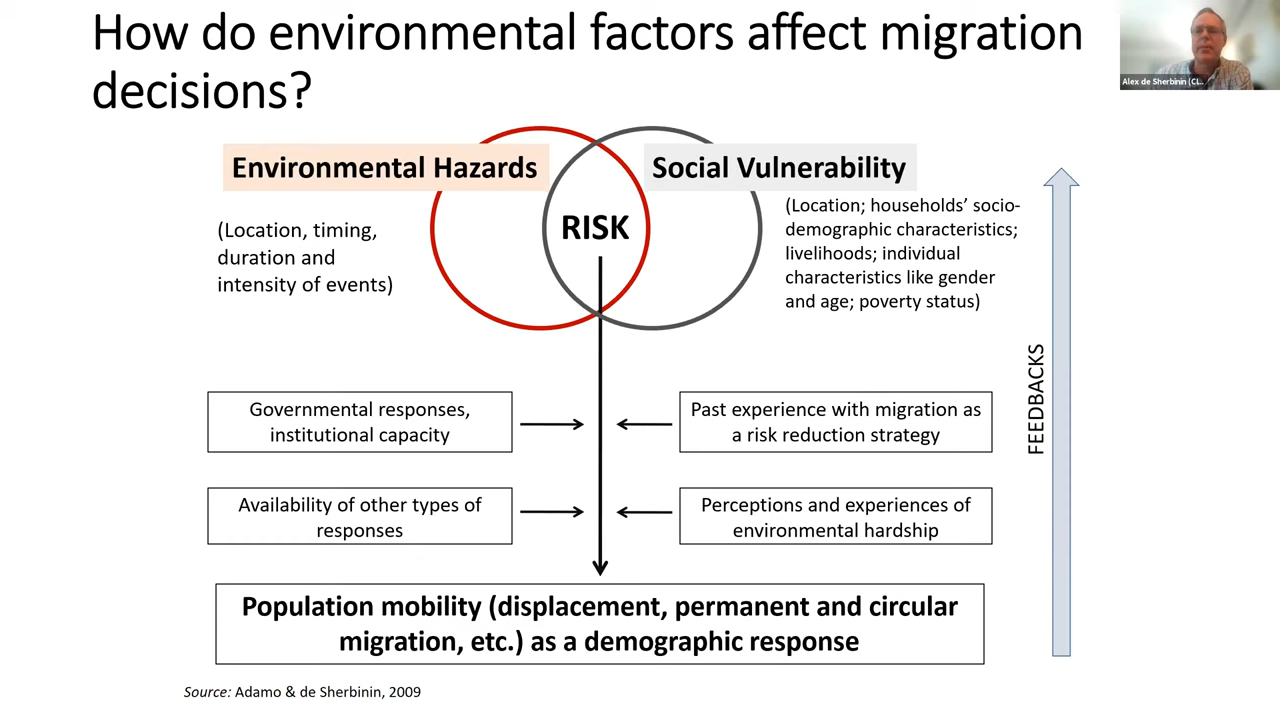 How do environmental factors affect migration
decisions?
Alex de Sherbinin (CI...
Environmental Hazards
Social Vulnerability
(Location, timing,
duration and
intensity of events)
RISK
(Location; households’ socio-
demographic characteristics;
livelihoods; individual
characteristics like gender
and age; poverty status)
Governmental responses,
institutional capacity
Past experience with migration as
a risk reduction strategy
FEEDBACKS
Availability of other types of
responses
Perceptions and experiences of
environmental hardship
Population mobility (displacement, permanent and circular
migration, etc.) as a demographic response
Source: Adamo & de Sherbinin, 2009